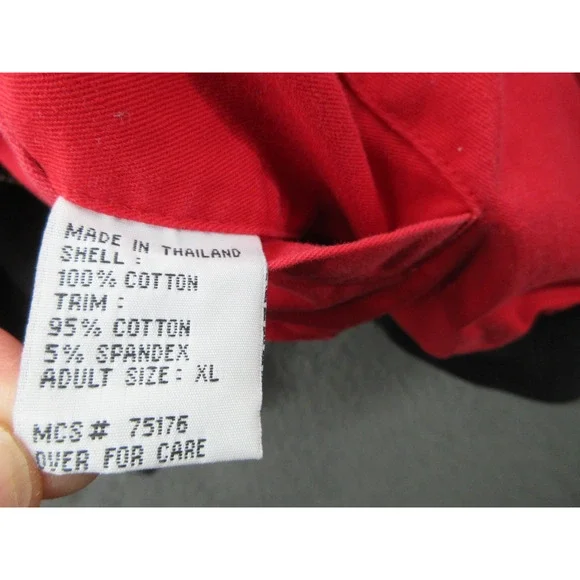 MADE IN THAILAND
SHELL :
100% COTTON
TRIM :
95% COTTON
5% SPANDEX
ADULT SIZE: XL
MCS# 75176
OVER FOR CARE